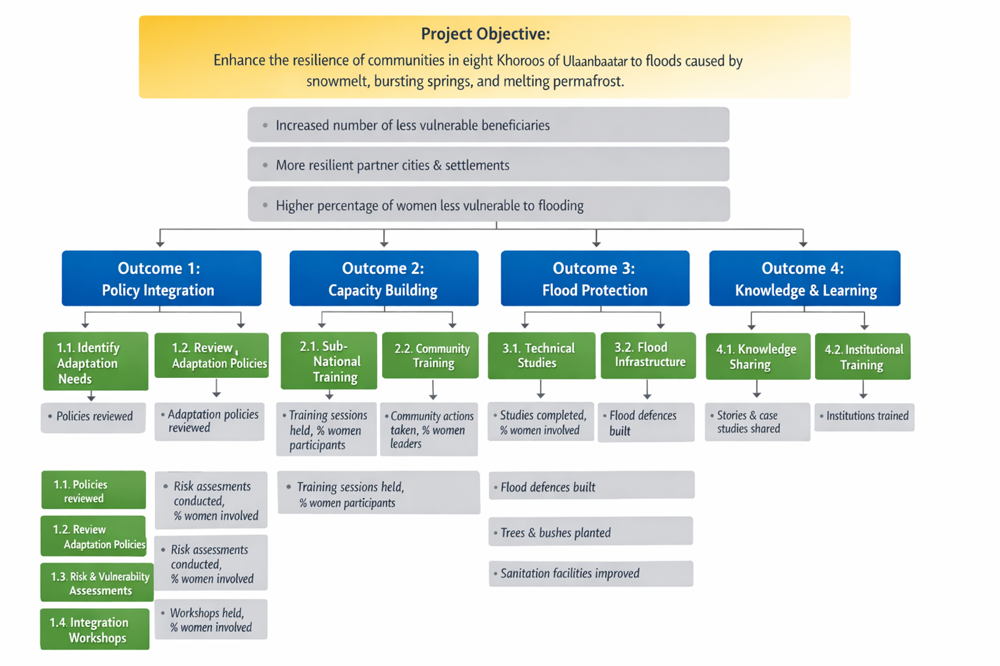 Project Objective:
Enhance the resilience of communities in eight Khoroos of Ulaanbaatar to floods caused by
snowmelt, bursting springs, and melting permafrost.
• Increased number of less vulnerable beneficiaries
• More resilient partner cities & settlements
• Higher percentage of women less vulnerable to flooding
Outcome 1:
Policy Integration
Outcome 2:
Capacity Building
Outcome 3:
Flood Protection
Outcome 4:
Knowledge & Learning
1.1. Identify
Adaptation
Needs
1.2. Review
Adaptation Policies
2.1. Sub-
National
Training
2.2. Community
Training
3.1. Technical
Studies
3.2. Flood
Infrastructure
4.1. Knowledge
Sharing
4.2. Institutional
Training
• Policies reviewed
• Adaptation policies
reviewed
• Training sessions
held, % women
participants
• Community actions
taken, % women
leaders
• Studies completed,
% women involved
• Flood defences
built
• Stories & case
studies shared
• Institutions trained
1.1. Policies
reviewed
1.2. Review
Adaptation Policies
1.3. Risk & Vulnerabiity
Assessments
1.4. Integration
Workshops
• Risk assesments
conducted,
% women involved
• Risk assessments
conducted,
% women involved
• Workshops held,
% women involved
• Training sessions held,
% women participants
• Flood defences built
• Trees & bushes planted
• Sanitation facilities improved